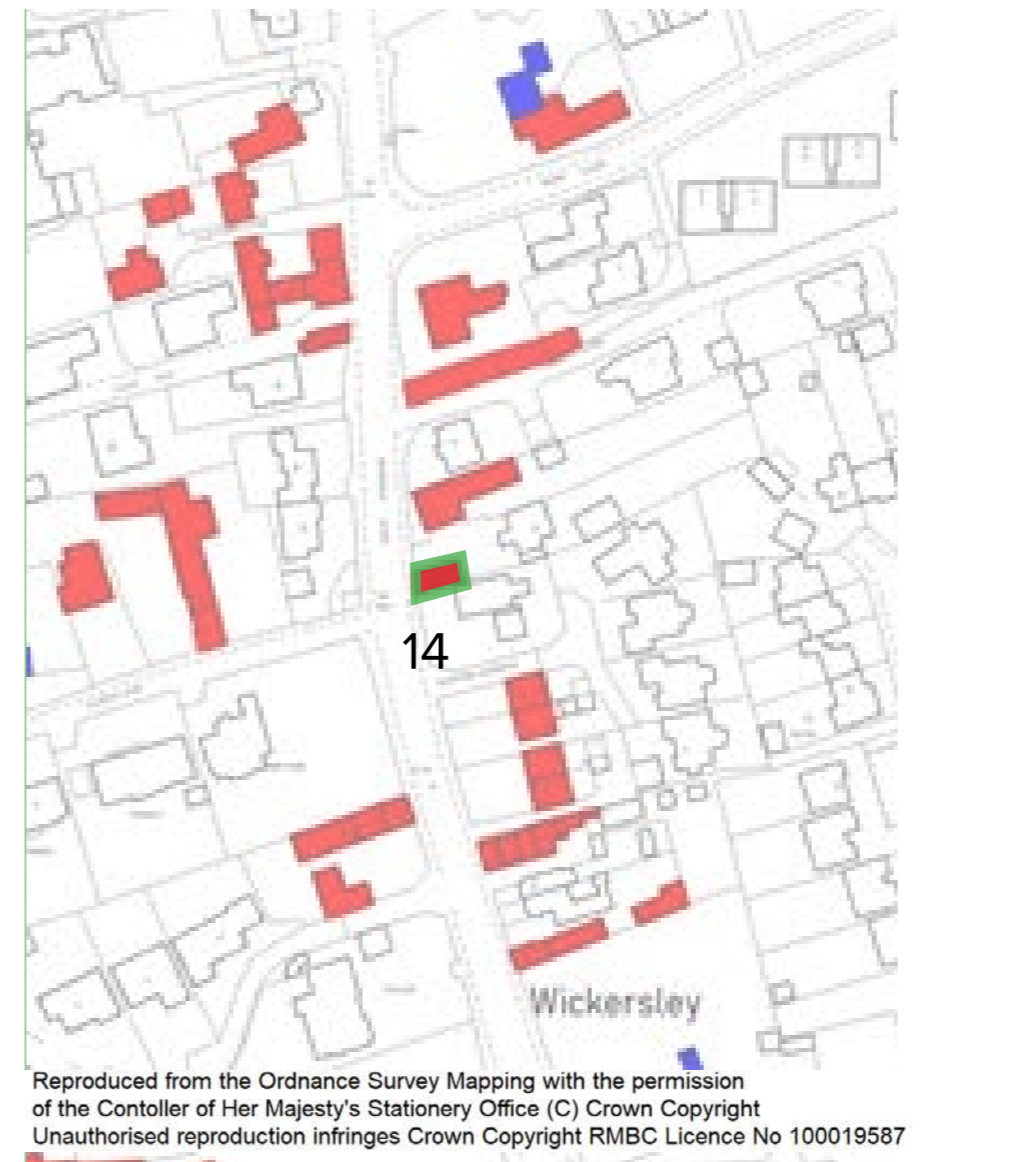 14
Wickersley
Reproduced from the Ordnance Survey Mapping with the permission
of the Contoller of Her Majesty's Stationery Office (C) Crown Copyright
Unauthorised reproduction infringes Crown Copyright RMBC Licence No 100019587